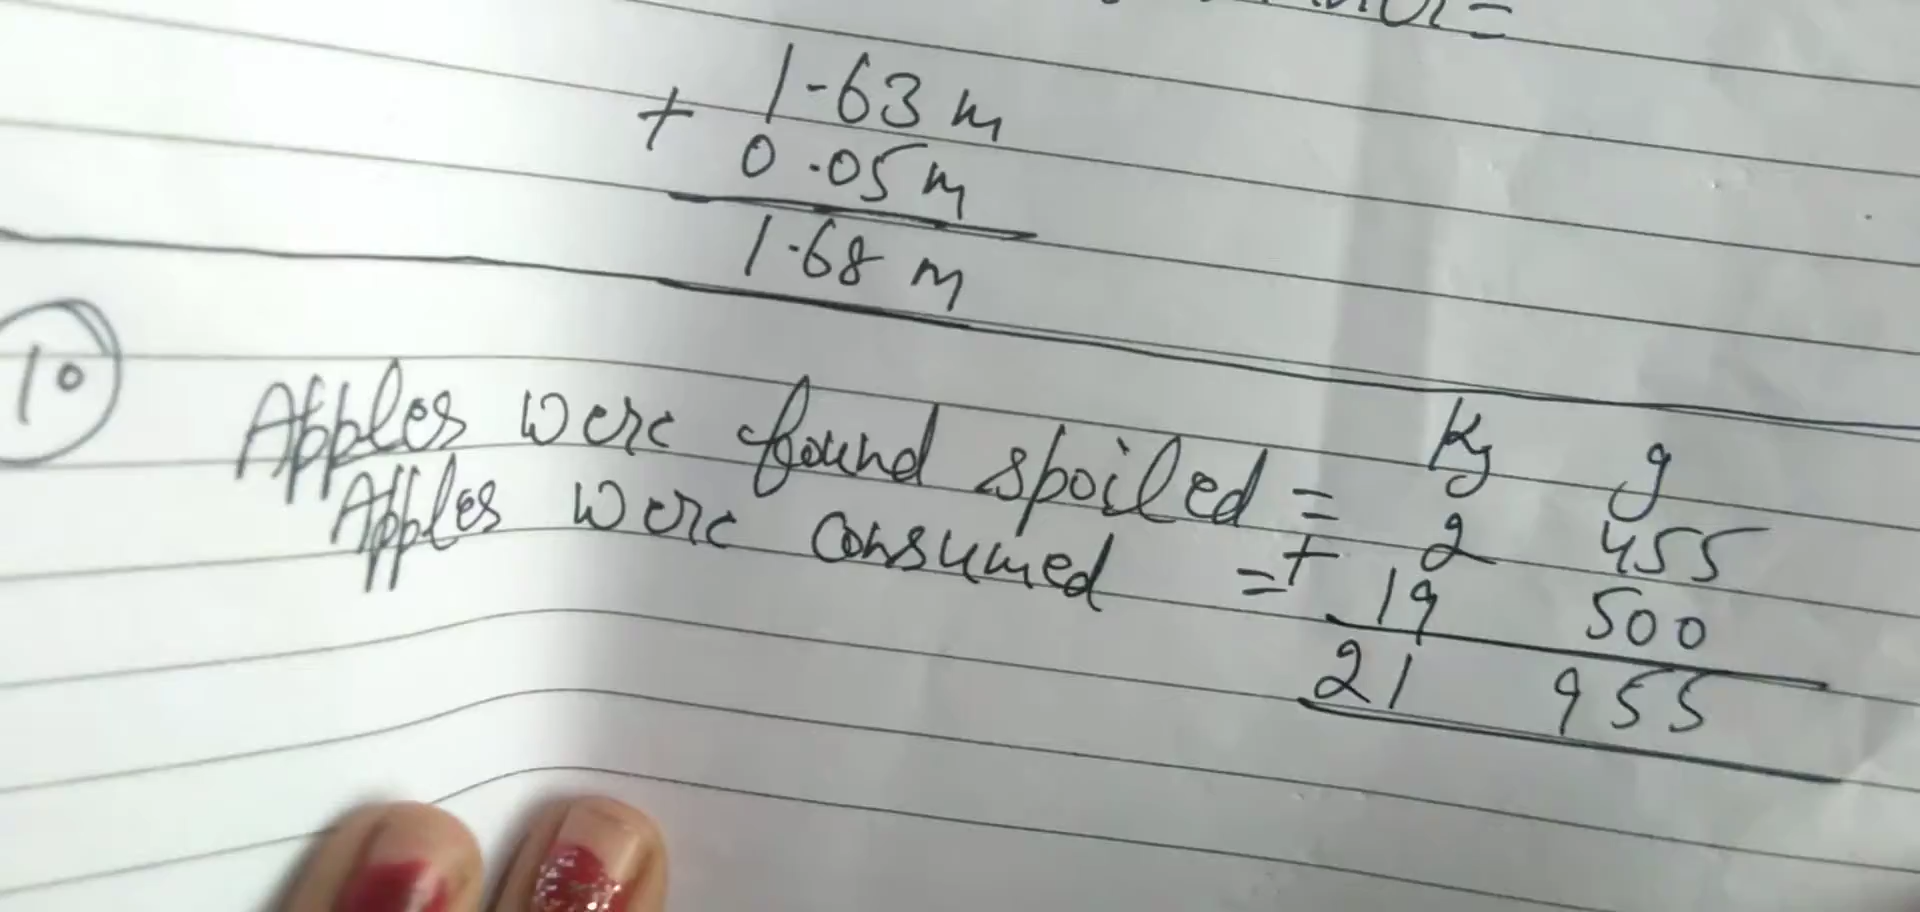 1.63 m
+ 0.05 m
1.68 m
10
Kg g
Apples were found spoiled = 2 455
Apples were consumed = + 19 500
21 955